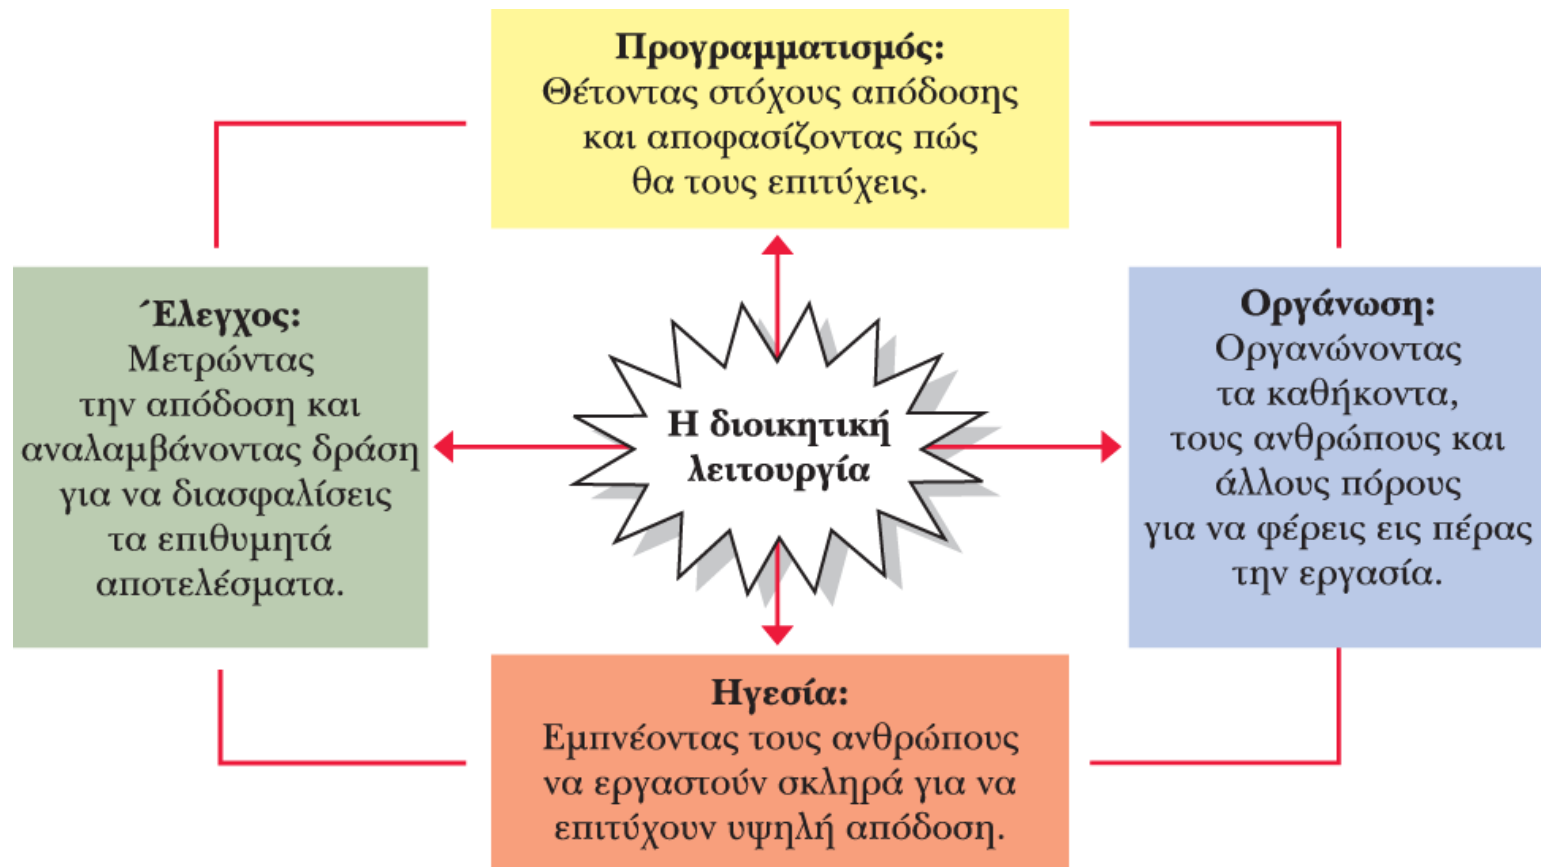 Προγραμματισμός:
Θέτοντας στόχους απόδοσης
και αποφασίζοντας πώς
θα τους επιτύχεις.
Έλεγχος:
Μετρώντας
την απόδοση και
αναλαμβάνοντας δράση
για να διασφαλίσεις
τα επιθυμητά
αποτελέσματα.
Η διοικητική
λειτουργία
Οργάνωση:
Οργανώνοντας
τα καθήκοντα,
τους ανθρώπους και
άλλους πόρους
για να φέρεις εις πέρας
την εργασία.
Ηγεσία:
Εμπνέοντας τους ανθρώπους
να εργαστούν σκληρά για να
επιτύχουν υψηλή απόδοση.